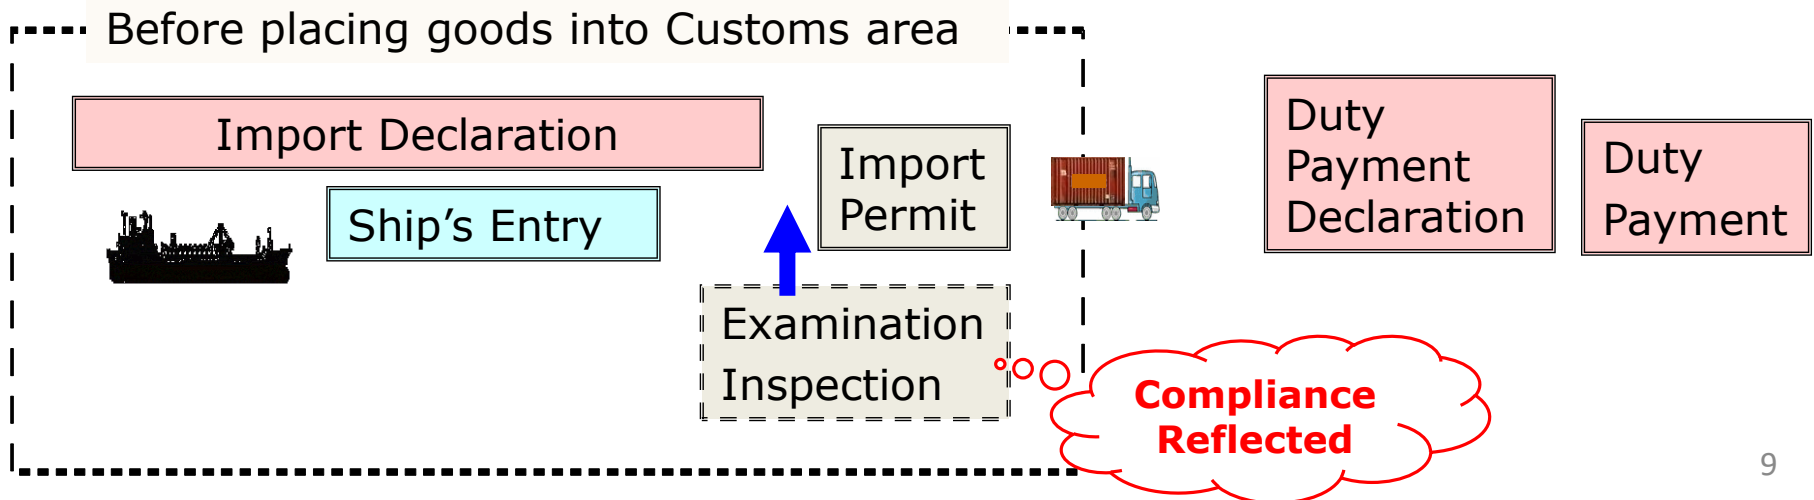 Before placing goods into Customs area
Import Declaration
Ship's Entry
Import
Permit
Examination
Inspection
Compliance
Reflected
Duty
Payment
Declaration
Duty
Payment
9